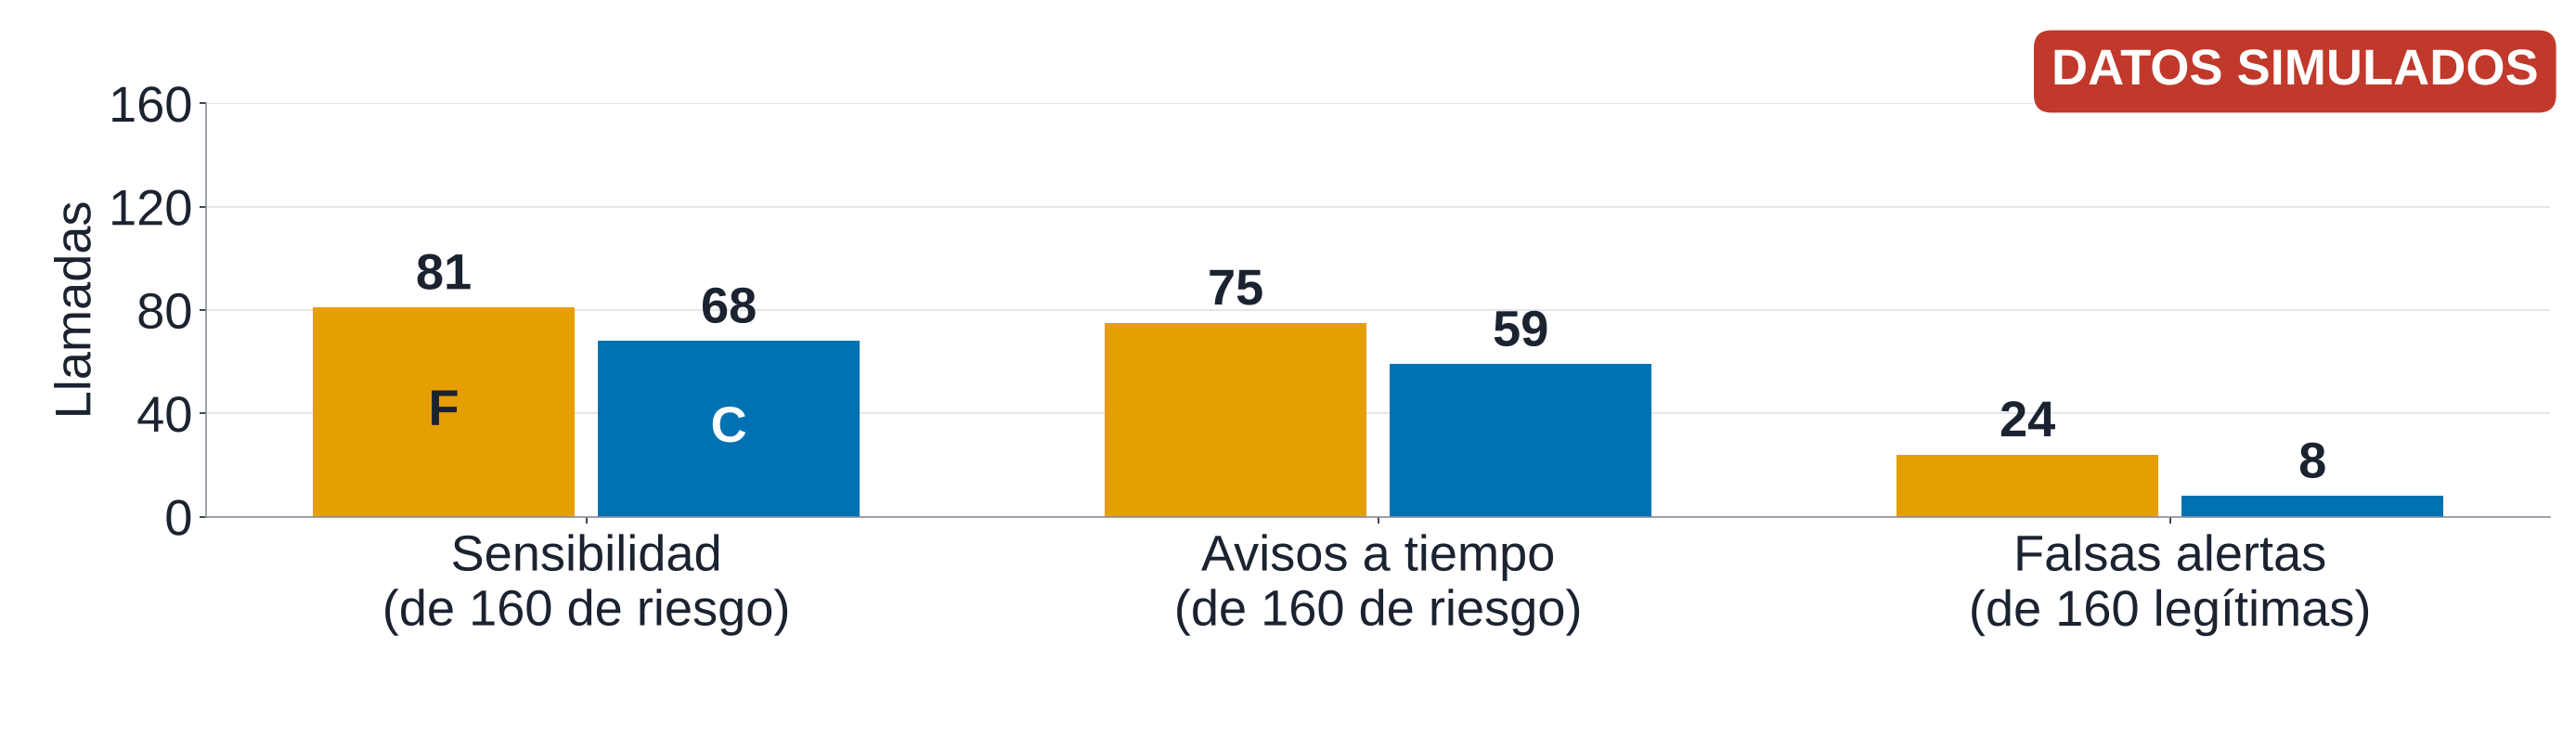 DATOS SIMULADOS
Llamadas
160
120
80
40
0
81
68
75
59
24
8
F
C
Sensibilidad
(de 160 de riesgo)
Avisos a tiempo
(de 160 de riesgo)
Falsas alertas
(de 160 legítimas)